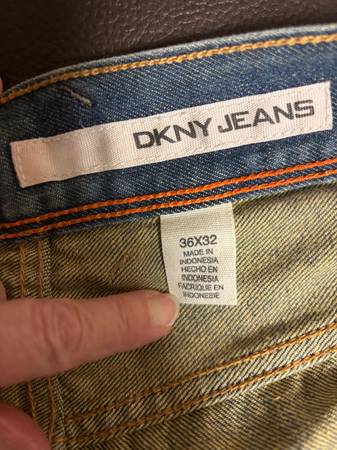 DKNY JEANS
36X32
MADE IN
INDONESIA
HECHO EN
INDONESIA
FABRIQUE EN
INDONESIE